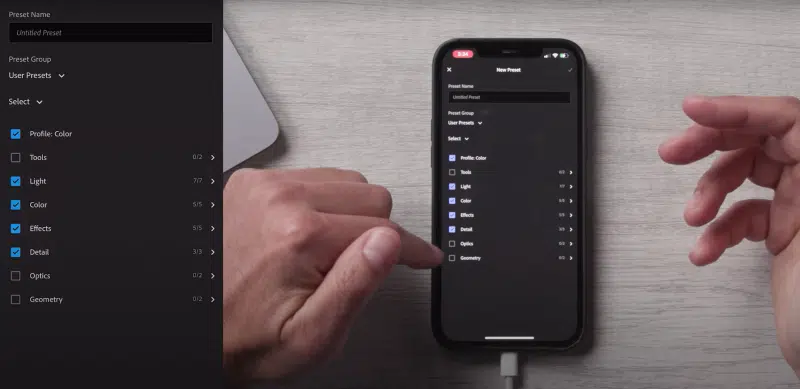 Preset Name
Untitled Preset
Preset Group
User Presets
Select
Profile: Color
Tools 0/2
Light 7/7
Color 5/5
Effects 5/5
Detail 3/3
Optics 0/2
Geometry 0/2
New Preset
Preset Name
Untitled Preset
Preset Group
User Presets
Select
Profile: Color
Tools
Light
Color
Effects
Detail
Optics
Geometry